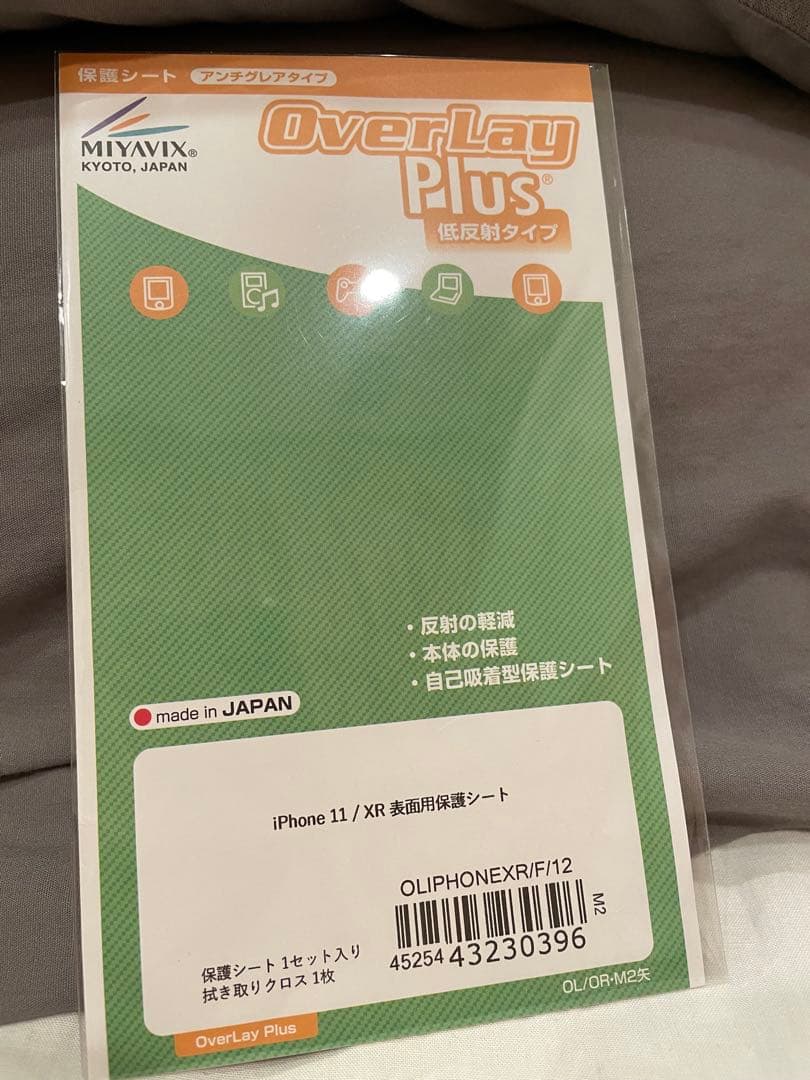 保護シート アンチグレアタイプ
MIYAVIX®
KYOTO, JAPAN
OverLay
Plus®
低反射タイプ
・反射の軽減
・本体の保護
・自己吸着型保護シート
made in JAPAN
iPhone 11 / XR 表面用保護シート
OLIPHONEXR/F/12
M2
45254 43230396
保護シート 1セット入り
拭き取りクロス 1枚
OL/OR・M2矢
OverLay Plus